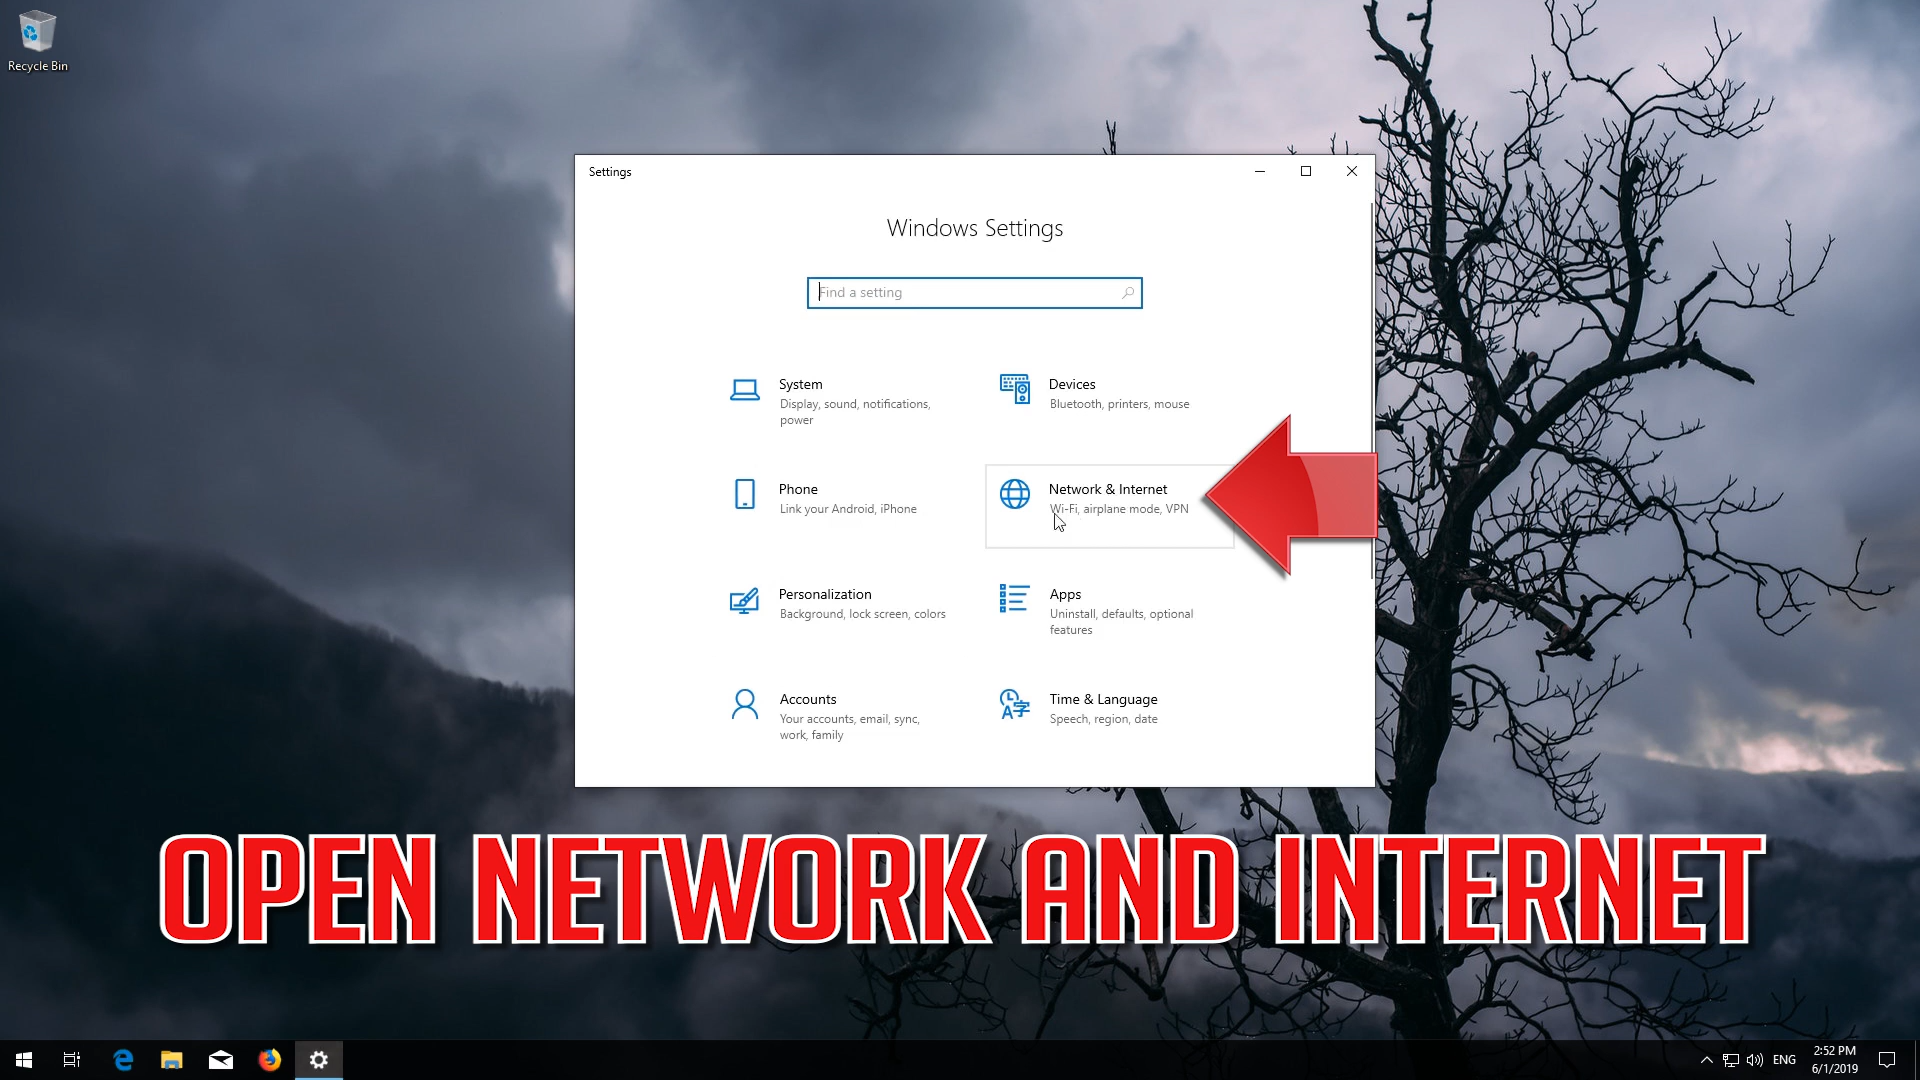 Recycle Bin
Settings
Windows Settings
Find a setting
System
Display, sound, notifications,
power
Devices
Bluetooth, printers, mouse
Phone
Link your Android, iPhone
Network & Internet
Wi-Fi, airplane mode, VPN
Personalization
Background, lock screen, colors
Apps
Uninstall, defaults, optional
features
Accounts
Your accounts, email, sync,
work, family
Time & Language
Speech, region, date
OPEN NETWORK AND INTERNET
ENG
2:52 PM
6/1/2019